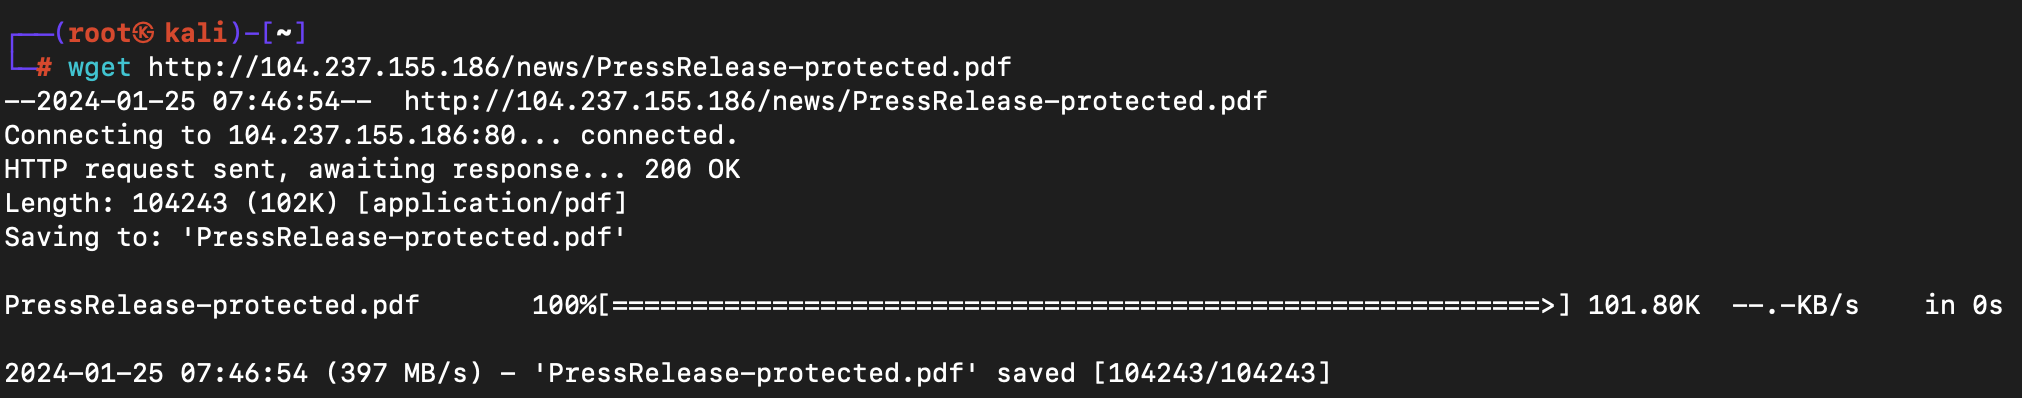 ┌──(root㉿kali)-[~]
└─# wget http://104.237.155.186/news/PressRelease-protected.pdf
--2024-01-25 07:46:54--  http://104.237.155.186/news/PressRelease-protected.pdf
Connecting to 104.237.155.186:80... connected.
HTTP request sent, awaiting response... 200 OK
Length: 104243 (102K) [application/pdf]
Saving to: 'PressRelease-protected.pdf'
PressRelease-protected.pdf       100%[==========================================================>] 101.80K  --.-KB/s    in 0s
2024-01-25 07:46:54 (397 MB/s) - 'PressRelease-protected.pdf' saved [104243/104243]